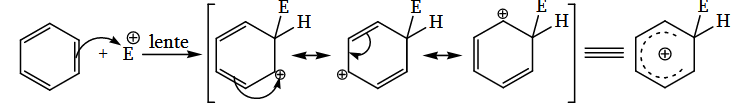 + E ⊕ lente E H ⊕ E H ⊕ ⊕ E H ⊕ E H